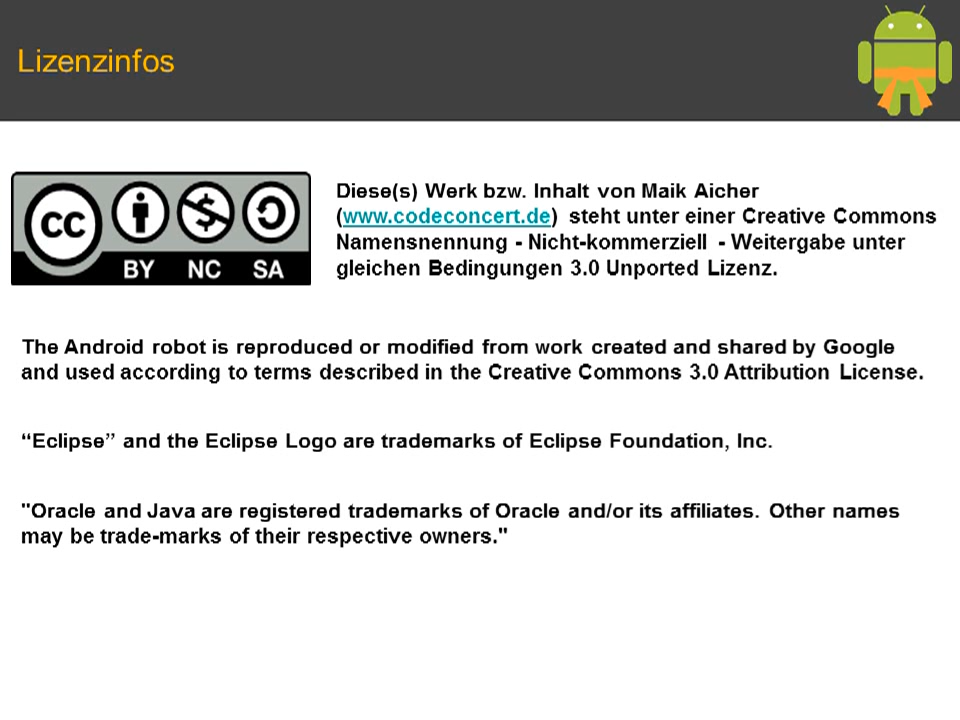 Lizenzinfos
cc
BY NC SA
Diese(s) Werk bzw. Inhalt von Maik Aicher
(www.codeconcert.de) steht unter einer Creative Commons
Namensnennung - Nicht-kommerziell - Weitergabe unter
gleichen Bedingungen 3.0 Unported Lizenz.
The Android robot is reproduced or modified from work created and shared by Google
and used according to terms described in the Creative Commons 3.0 Attribution License.
“Eclipse” and the Eclipse Logo are trademarks of Eclipse Foundation, Inc.
"Oracle and Java are registered trademarks of Oracle and/or its affiliates. Other names
may be trade-marks of their respective owners."